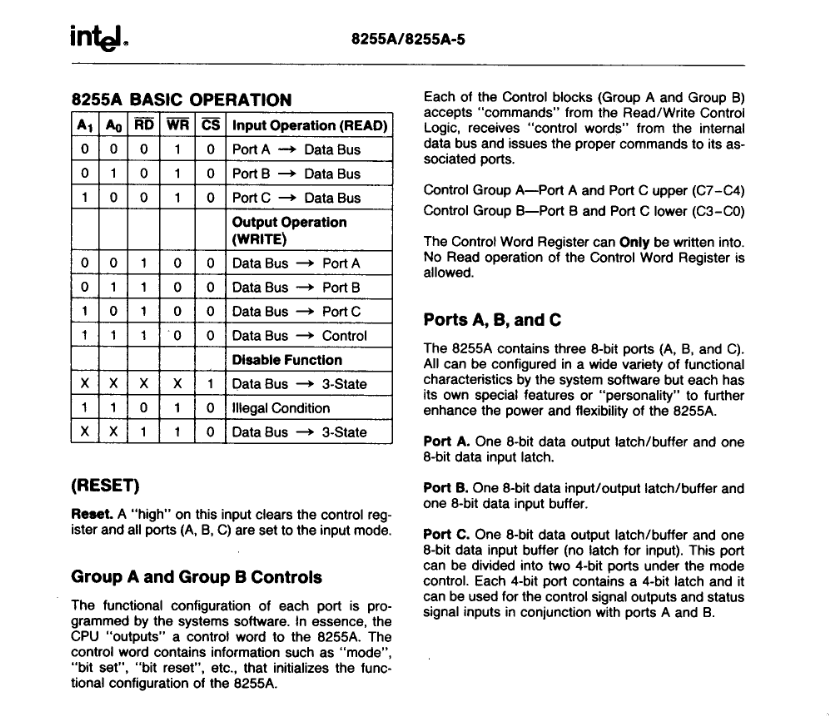 intel.
8255A/8255A-5
8255A BASIC OPERATION
A1 A0 RD WR CS Input Operation (READ)
0 0 0 1 0 Port A → Data Bus
0 1 0 1 0 Port B → Data Bus
1 0 0 1 0 Port C → Data Bus
Output Operation
(WRITE)
0 0 1 0 0 Data Bus → Port A
0 1 1 0 0 Data Bus → Port B
1 0 1 0 0 Data Bus → Port C
1 1 1 0 0 Data Bus → Control
Disable Function
X X X X 1 Data Bus → 3-State
1 1 0 1 0 Illegal Condition
X X 1 1 0 Data Bus → 3-State
(RESET)
Reset. A "high" on this input clears the control reg-
ister and all ports (A, B, C) are set to the input mode.
Group A and Group B Controls
The functional configuration of each port is pro-
grammed by the systems software. In essence, the
CPU "outputs" a control word to the 8255A. The
control word contains information such as "mode",
"bit set", "bit reset", etc., that initializes the func-
tional configuration of the 8255A.
Each of the Control blocks (Group A and Group B)
accepts "commands" from the Read/Write Control
Logic, receives "control words" from the internal
data bus and issues the proper commands to its as-
sociated ports.
Control Group A—Port A and Port C upper (C7–C4)
Control Group B—Port B and Port C lower (C3–C0)
The Control Word Register can Only be written into.
No Read operation of the Control Word Register is
allowed.
Ports A, B, and C
The 8255A contains three 8-bit ports (A, B, and C).
All can be configured in a wide variety of functional
characteristics by the system software but each has
its own special features or "personality" to further
enhance the power and flexibility of the 8255A.
Port A. One 8-bit data output latch/buffer and one
8-bit data input latch.
Port B. One 8-bit data input/output latch/buffer and
one 8-bit data input buffer.
Port C. One 8-bit data output latch/buffer and one
8-bit data input buffer (no latch for input). This port
can be divided into two 4-bit ports under the mode
control. Each 4-bit port contains a 4-bit latch and it
can be used for the control signal outputs and status
signal inputs in conjunction with ports A and B.